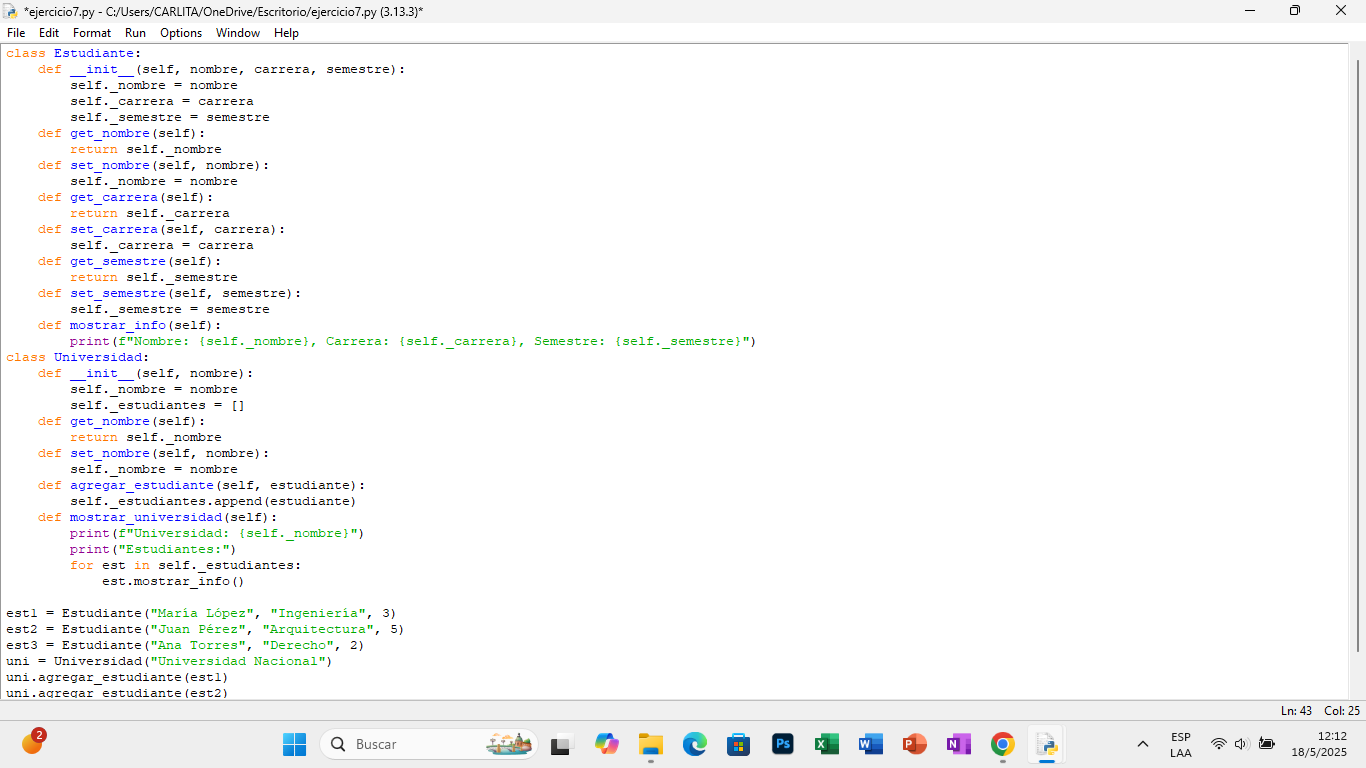 *ejercicio7.py - C:/Users/CARLITA/OneDrive/Escritorio/ejercicio7.py (3.13.3)*
File Edit Format Run Options Window Help
class Estudiante:
    def __init__(self, nombre, carrera, semestre):
        self._nombre = nombre
        self._carrera = carrera
        self._semestre = semestre
    def get_nombre(self):
        return self._nombre
    def set_nombre(self, nombre):
        self._nombre = nombre
    def get_carrera(self):
        return self._carrera
    def set_carrera(self, carrera):
        self._carrera = carrera
    def get_semestre(self):
        return self._semestre
    def set_semestre(self, semestre):
        self._semestre = semestre
    def mostrar_info(self):
        print(f"Nombre: {self._nombre}, Carrera: {self._carrera}, Semestre: {self._semestre}")
class Universidad:
    def __init__(self, nombre):
        self._nombre = nombre
        self._estudiantes = []
    def get_nombre(self):
        return self._nombre
    def set_nombre(self, nombre):
        self._nombre = nombre
    def agregar_estudiante(self, estudiante):
        self._estudiantes.append(estudiante)
    def mostrar_universidad(self):
        print(f"Universidad: {self._nombre}")
        print("Estudiantes:")
        for est in self._estudiantes:
            est.mostrar_info()

est1 = Estudiante("María López", "Ingeniería", 3)
est2 = Estudiante("Juan Pérez", "Arquitectura", 5)
est3 = Estudiante("Ana Torres", "Derecho", 2)
uni = Universidad("Universidad Nacional")
uni.agregar_estudiante(est1)
uni.agregar_estudiante(est2)
Ln: 43 Col: 25
2
Buscar
Ps
ESP
LAA
12:12
18/5/2025